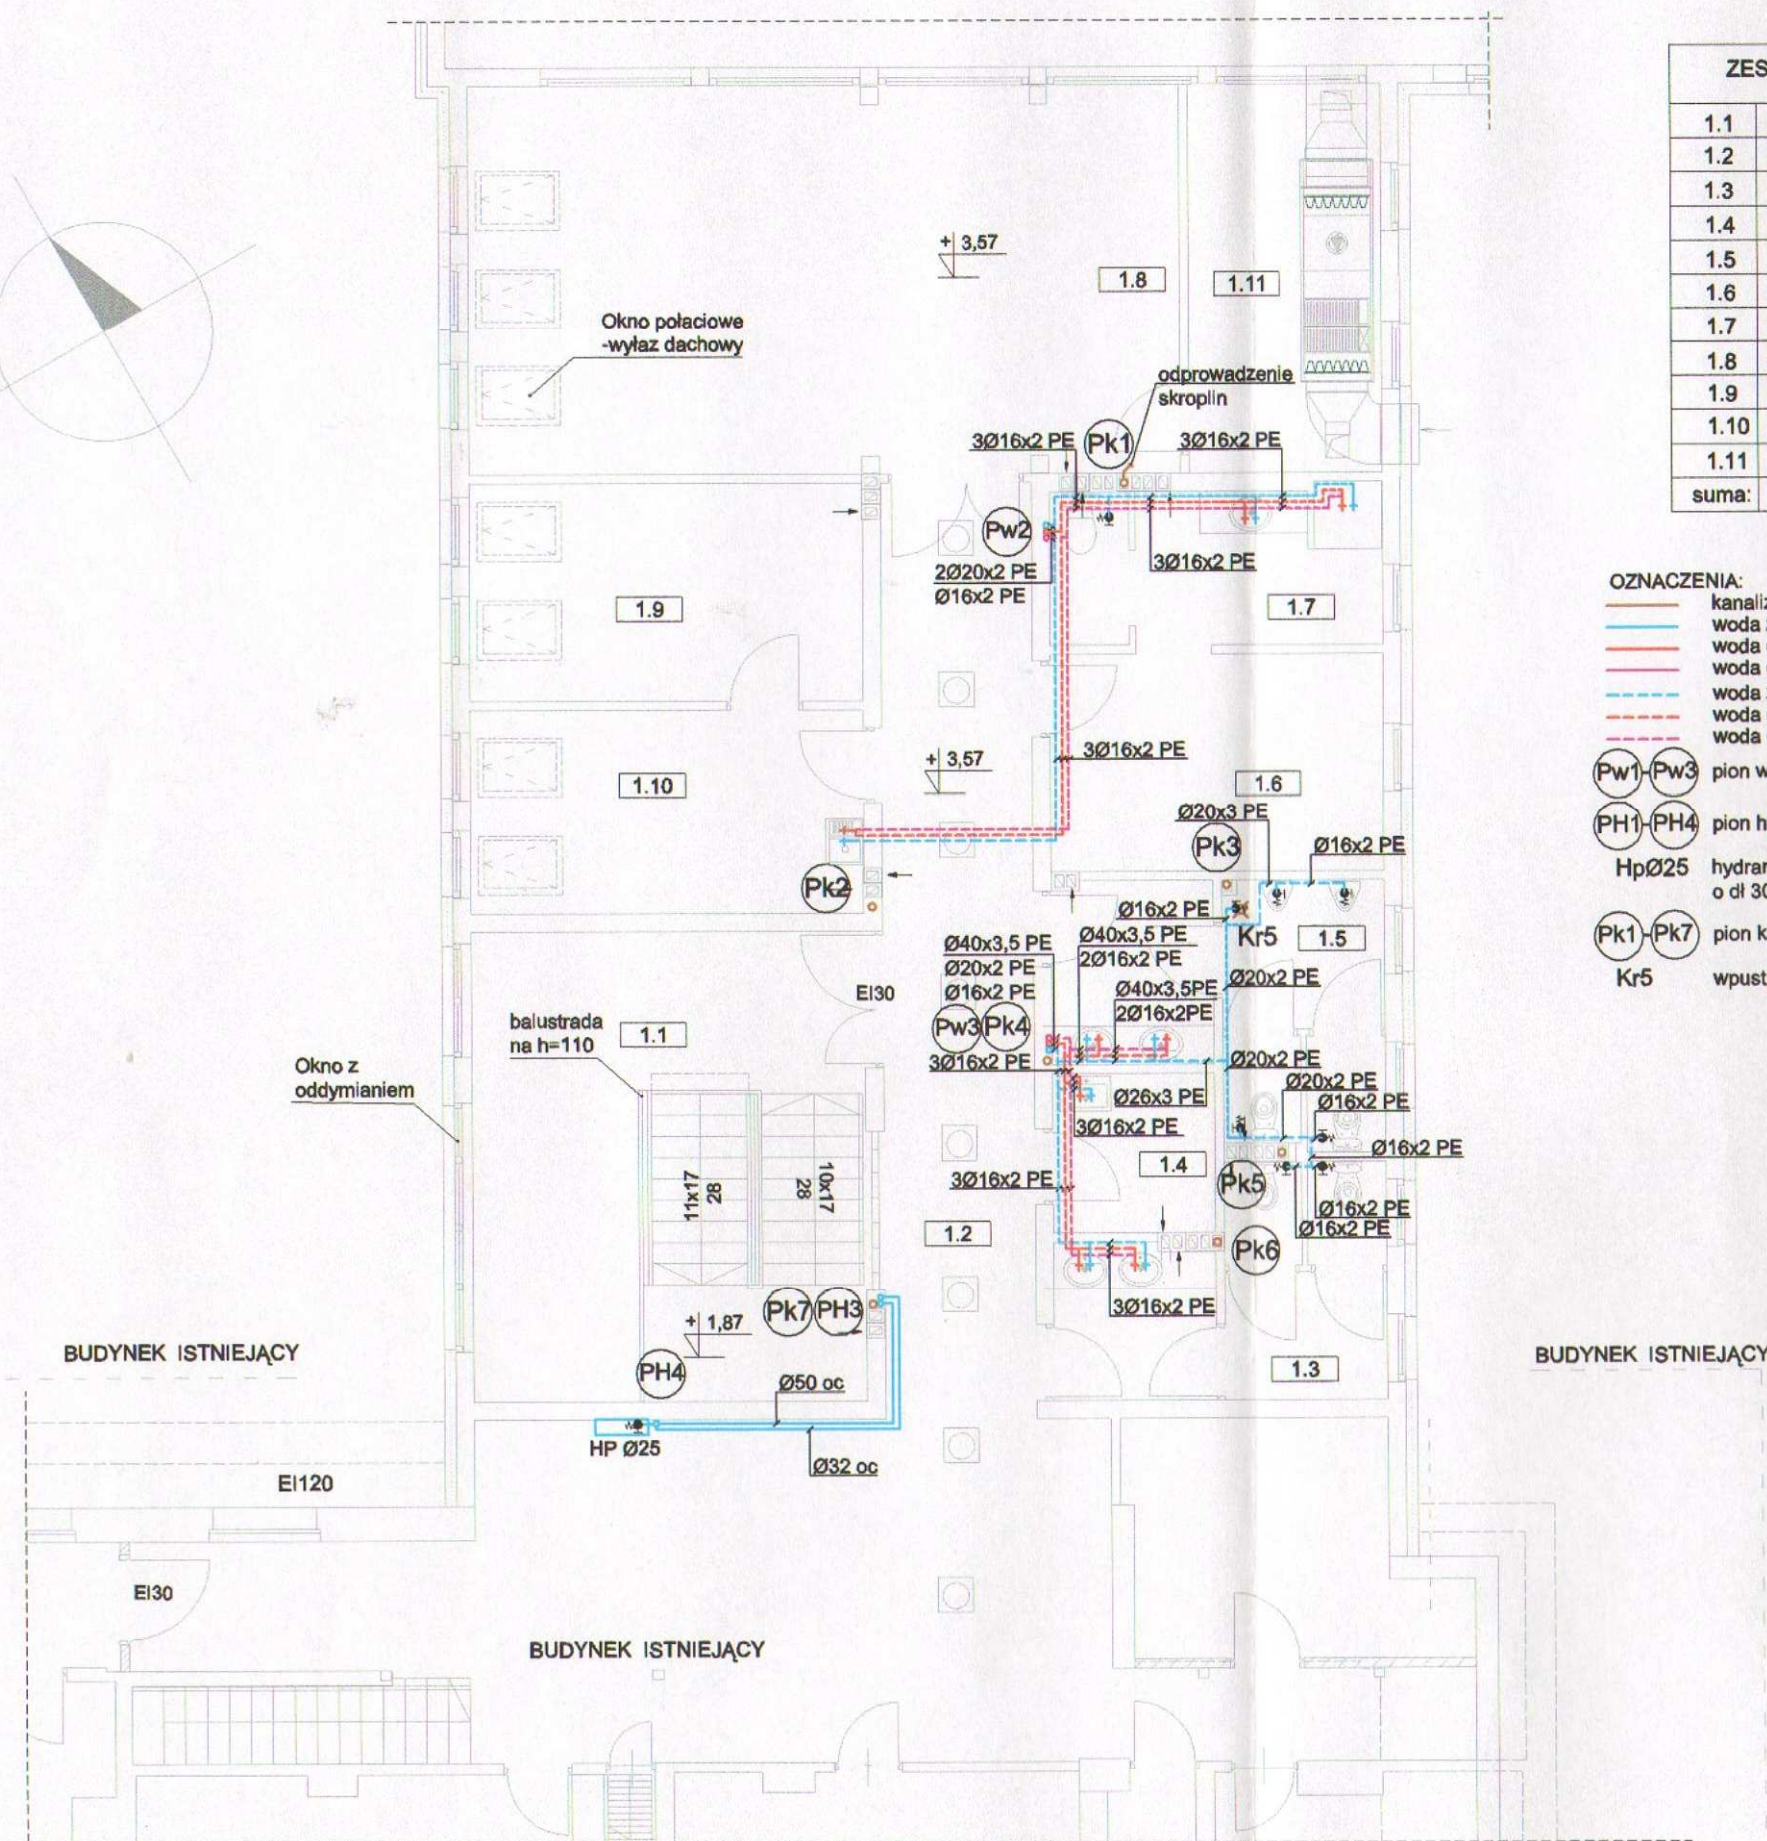 ZES
1.1
1.2
1.3
1.4
1.5
1.6
1.7
1.8
1.9
1.10
1.11
suma:
OZNACZENIA:
woda
woda
woda
woda
woda
woda
Pw1-Pw3 pion
PH1-PH4 pion
HpØ25
o dł 30
Pk1-Pk7 pion
Kr5 wpust
+ 3,57
1.8
1.11
Okno połaciowe
-wyłaz dachowy
odprowadzenie
skroplin
3Ø16x2 PE
Pk1
3Ø16x2 PE
Pw2
2Ø20x2 PE
Ø16x2 PE
3Ø16x2 PE
1.9
1.7
3Ø16x2 PE
+ 3,57
1.10
1.6
Ø20x3 PE
Pk3
Ø16x2 PE
Pk2
Ø16x2 PE
Kr5
1.5
Ø40x3,5 PE
Ø20x2 PE
Ø16x2 PE
Ø40x3,5 PE
2Ø16x2 PE
Ø20x2 PE
EI30
Ø40x3,5PE
2Ø16x2PE
Pw3
Pk4
balustrada
na h=110
1.1
3Ø16x2 PE
Ø20x2 PE
Okno z
oddymianiem
Ø20x2 PE
Ø26x3 PE
Ø16x2 PE
3Ø16x2 PE
Ø16x2 PE
1.4
3Ø16x2 PE
Pk5
11x17
28
10x17
28
Ø16x2 PE
Ø16x2 PE
1.2
Pk6
3Ø16x2 PE
Pk7
PH3
+ 1,87
BUDYNEK ISTNIEJĄCY
BUDYNEK ISTNIEJĄCY
PH4
1.3
Ø50 oc
HP Ø25
Ø32 oc
EI120
EI30
BUDYNEK ISTNIEJĄCY